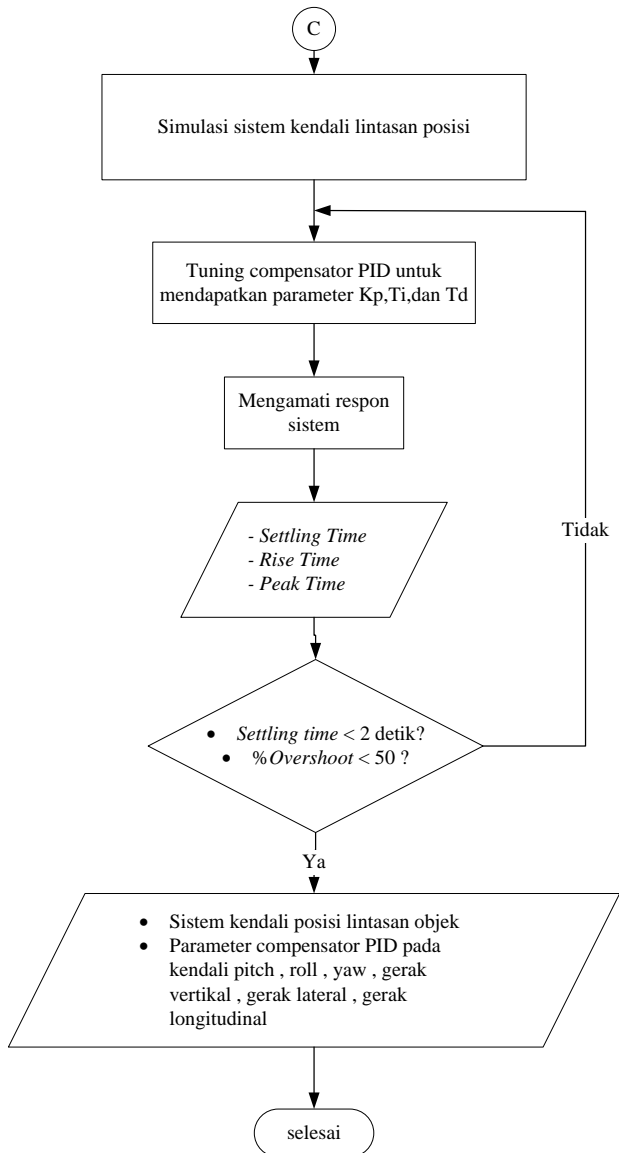 C
Simulasi sistem kendali lintasan posisi
Tuning compensator PID untuk
mendapatkan parameter Kp,Ti,dan Td
Mengamati respon
sistem
- Settling Time
- Rise Time
- Peak Time
Tidak
• Settling time < 2 detik?
• %Overshoot < 50 ?
Ya
• Sistem kendali posisi lintasan objek
• Parameter compensator PID pada
kendali pitch , roll , yaw , gerak
vertikal , gerak lateral , gerak
longitudinal
selesai